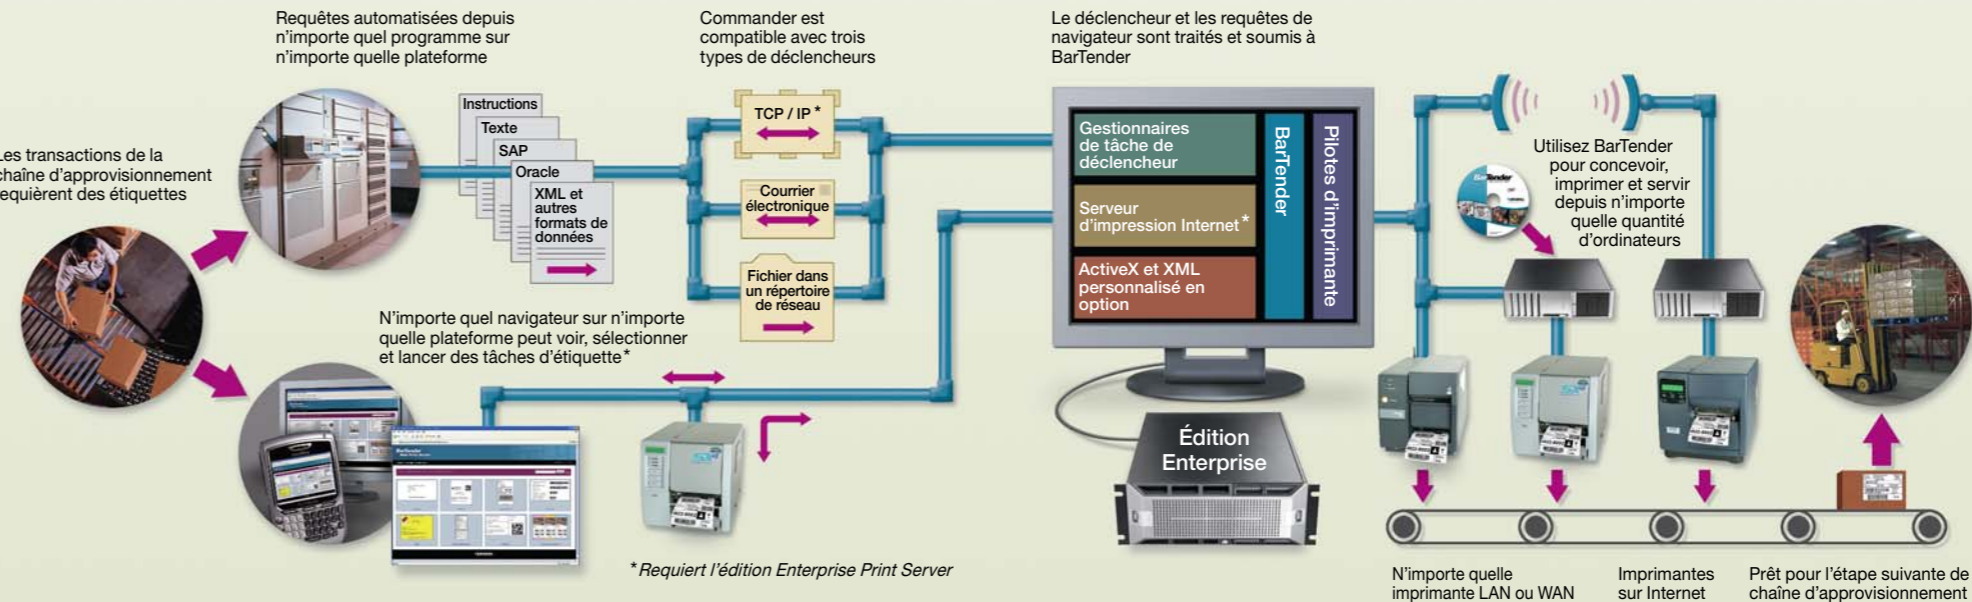 Requêtes automatisées depuis
n'importe quel programme sur
n'importe quelle plateforme
Commander est
compatible avec trois
types de déclencheurs
Le déclencheur et les requêtes de
navigateur sont traités et soumis à
BarTender
Les transactions de la
chaîne d'approvisionnement
requièrent des étiquettes
Instructions
Texte
SAP
Oracle
XML et
autres
formats de
données
TCP / IP *
Courrier
électronique
Fichier dans
un répertoire
de réseau
Gestionnaires
de tâche de
déclencheur
Serveur
d'impression Internet*
ActiveX et XML
personnalisé en
option
BarTender
Pilotes d'imprimante
Utilisez BarTender
pour concevoir,
imprimer et servir
depuis n'importe
quelle quantité
d'ordinateurs
BarTender
N'importe quel navigateur sur n'importe
quelle plateforme peut voir, sélectionner
et lancer des tâches d'étiquette*
Édition
Enterprise
*Requiert l'édition Enterprise Print Server
N'importe quelle
imprimante LAN ou WAN
Imprimantes
sur Internet
Prêt pour l'étape suivante de
chaîne d'approvisionnement